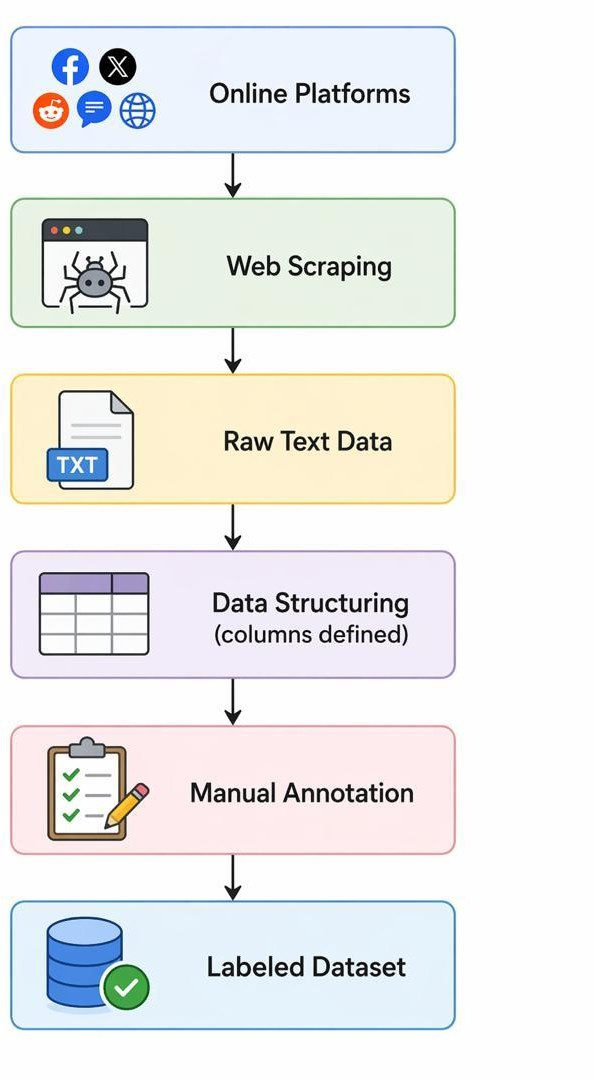 Online Platforms
Web Scraping
Raw Text Data
TXT
Data Structuring
(columns defined)
Manual Annotation
Labeled Dataset